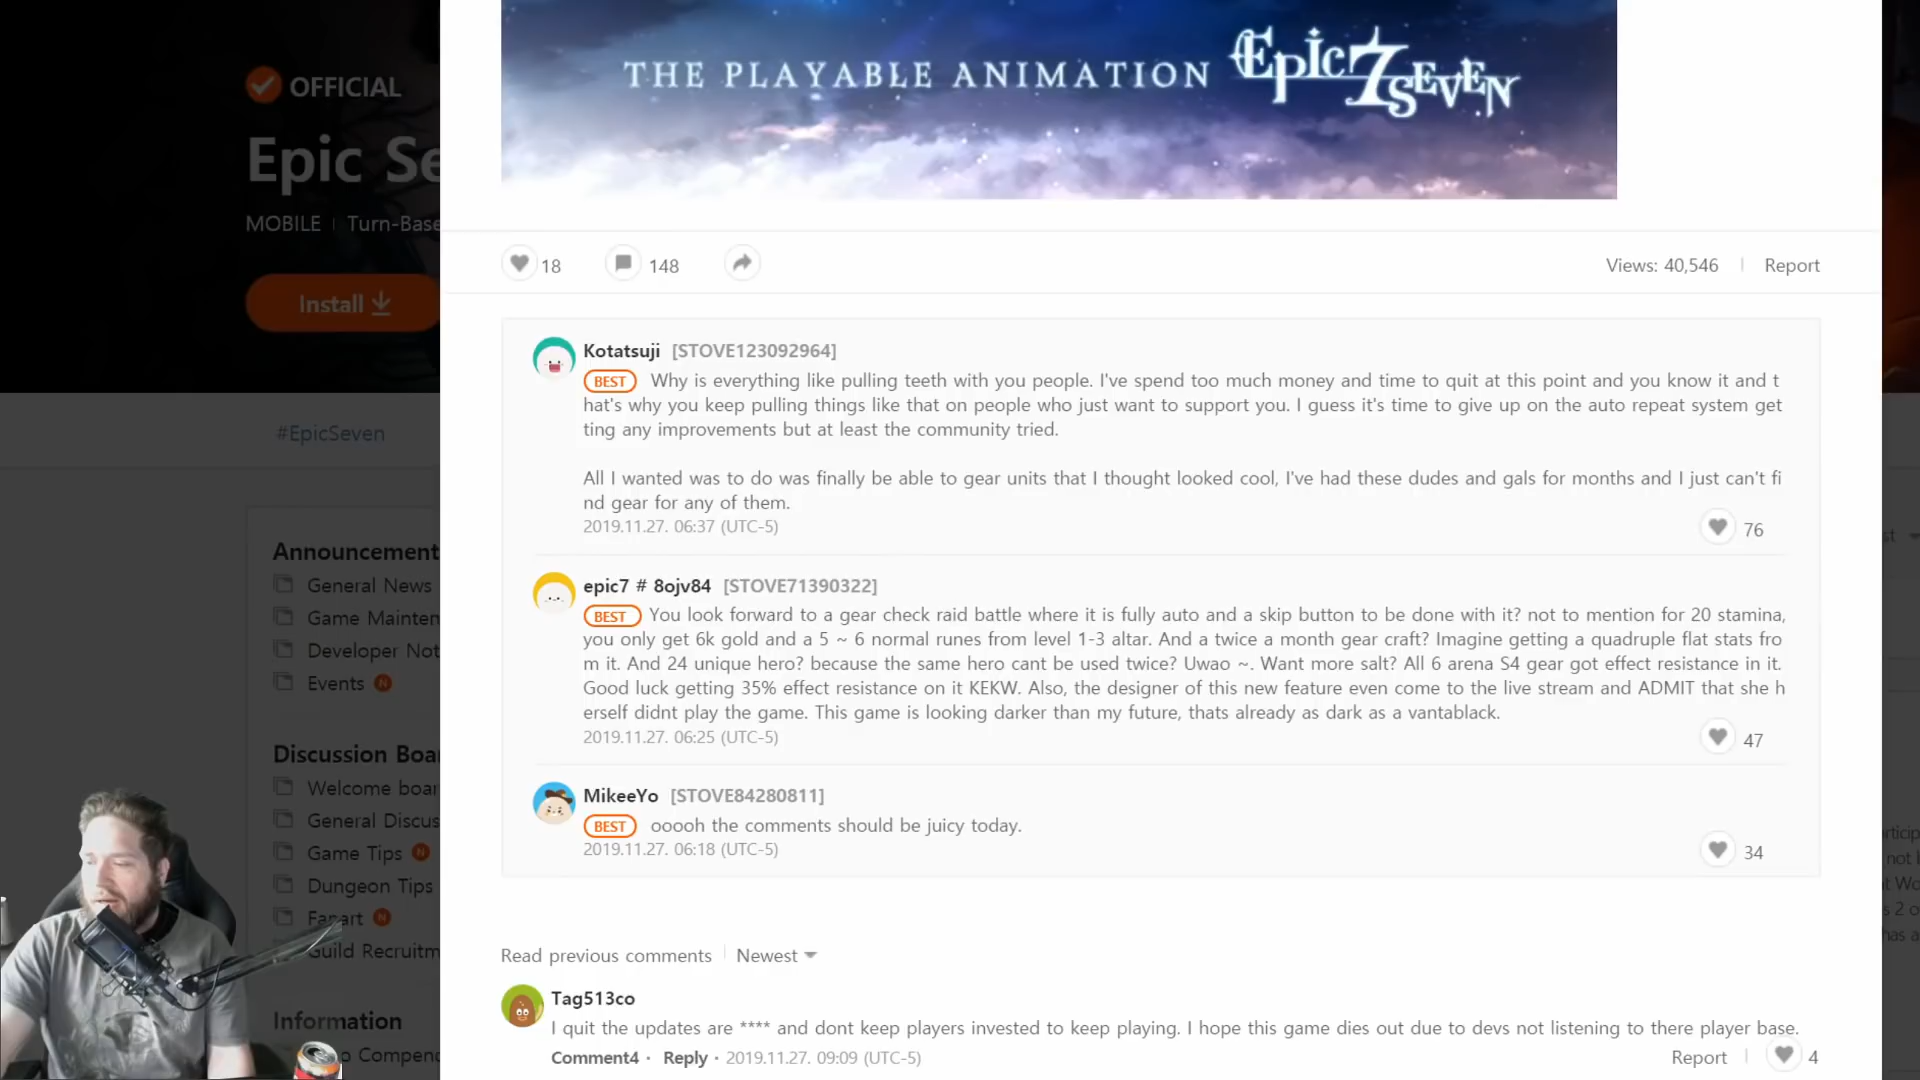 THE PLAYABLE ANIMATION Epic7 SEVEN
OFFICIAL
Epic Se
MOBILE Turn-Base
Install
#EpicSeven
Announcement
General News
Game Mainten
Developer Not
Events N
Discussion Boar
Welcome boar
General Discus
Game Tips N
Dungeon Tips
Fanart N
Guild Recruitm
Information
Compend
18 148 Views: 40,546 Report
Kotatsuji [STOVE123092964]
BEST Why is everything like pulling teeth with you people. I've spend too much money and time to quit at this point and you know it and t
hat's why you keep pulling things like that on people who just want to support you. I guess it's time to give up on the auto repeat system get
ting any improvements but at least the community tried.
All I wanted was to do was finally be able to gear units that I thought looked cool, I've had these dudes and gals for months and I just can't fi
nd gear for any of them.
2019.11.27. 06:37 (UTC-5) 76
epic7 # 8ojv84 [STOVE71390322]
BEST You look forward to a gear check raid battle where it is fully auto and a skip button to be done with it? not to mention for 20 stamina,
you only get 6k gold and a 5 ~ 6 normal runes from level 1-3 altar. And a twice a month gear craft? Imagine getting a quadruple flat stats fro
m it. And 24 unique hero? because the same hero cant be used twice? Uwao ~. Want more salt? All 6 arena S4 gear got effect resistance in it.
Good luck getting 35% effect resistance on it KEKW. Also, the designer of this new feature even come to the live stream and ADMIT that she h
erself didnt play the game. This game is looking darker than my future, thats already as dark as a vantablack.
2019.11.27. 06:25 (UTC-5) 47
MikeeYo [STOVE84280811]
BEST ooooh the comments should be juicy today.
2019.11.27. 06:18 (UTC-5) 34
Read previous comments Newest
Tag513co
I quit the updates are **** and dont keep players invested to keep playing. I hope this game dies out due to devs not listening to there player base.
Comment4 · Reply · 2019.11.27. 09:09 (UTC-5) Report 4